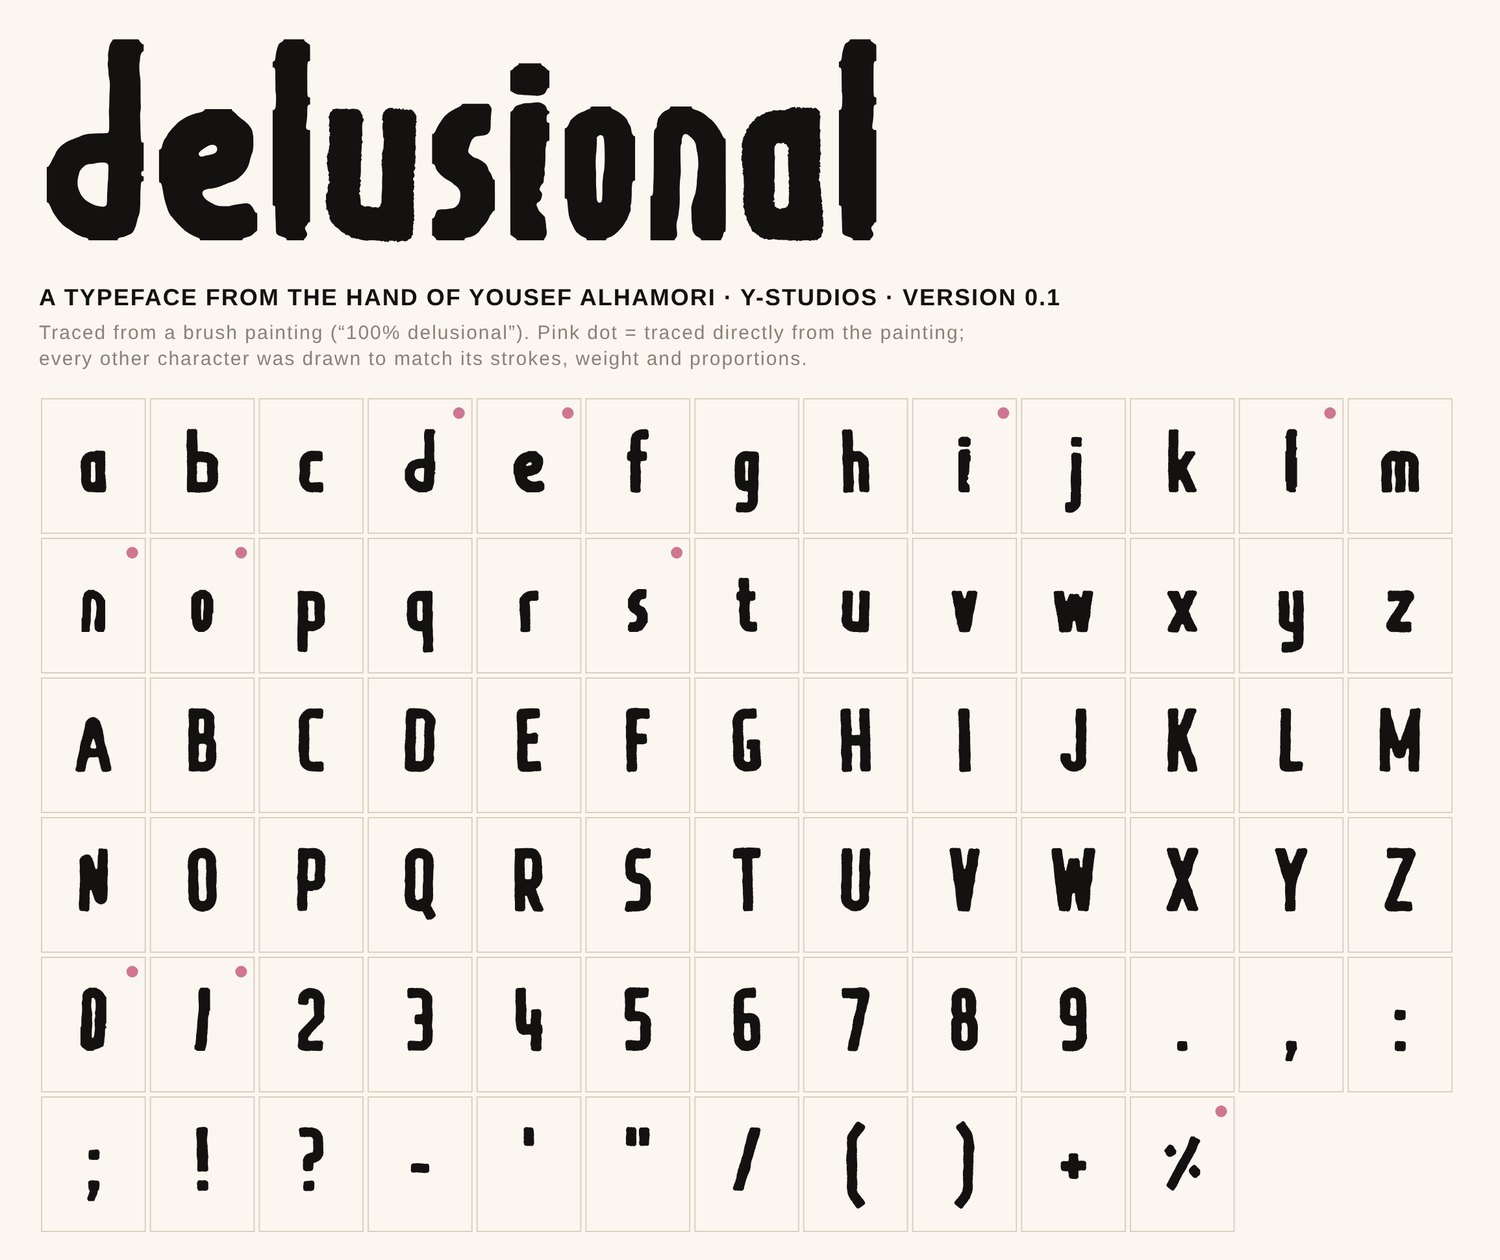 delusional
A TYPEFACE FROM THE HAND OF YOUSEF ALHAMORI · Y-STUDIOS · VERSION 0.1
Traced from a brush painting (“100% delusional”). Pink dot = traced directly from the painting;
every other character was drawn to match its strokes, weight and proportions.
a b c d e f g h i j k l m
n o p q r s t u v w x y z
A B C D E F G H I J K L M
N O P Q R S T U V W X Y Z
0 1 2 3 4 5 6 7 8 9 . , :
; ! ? - ' " / ( ) + %